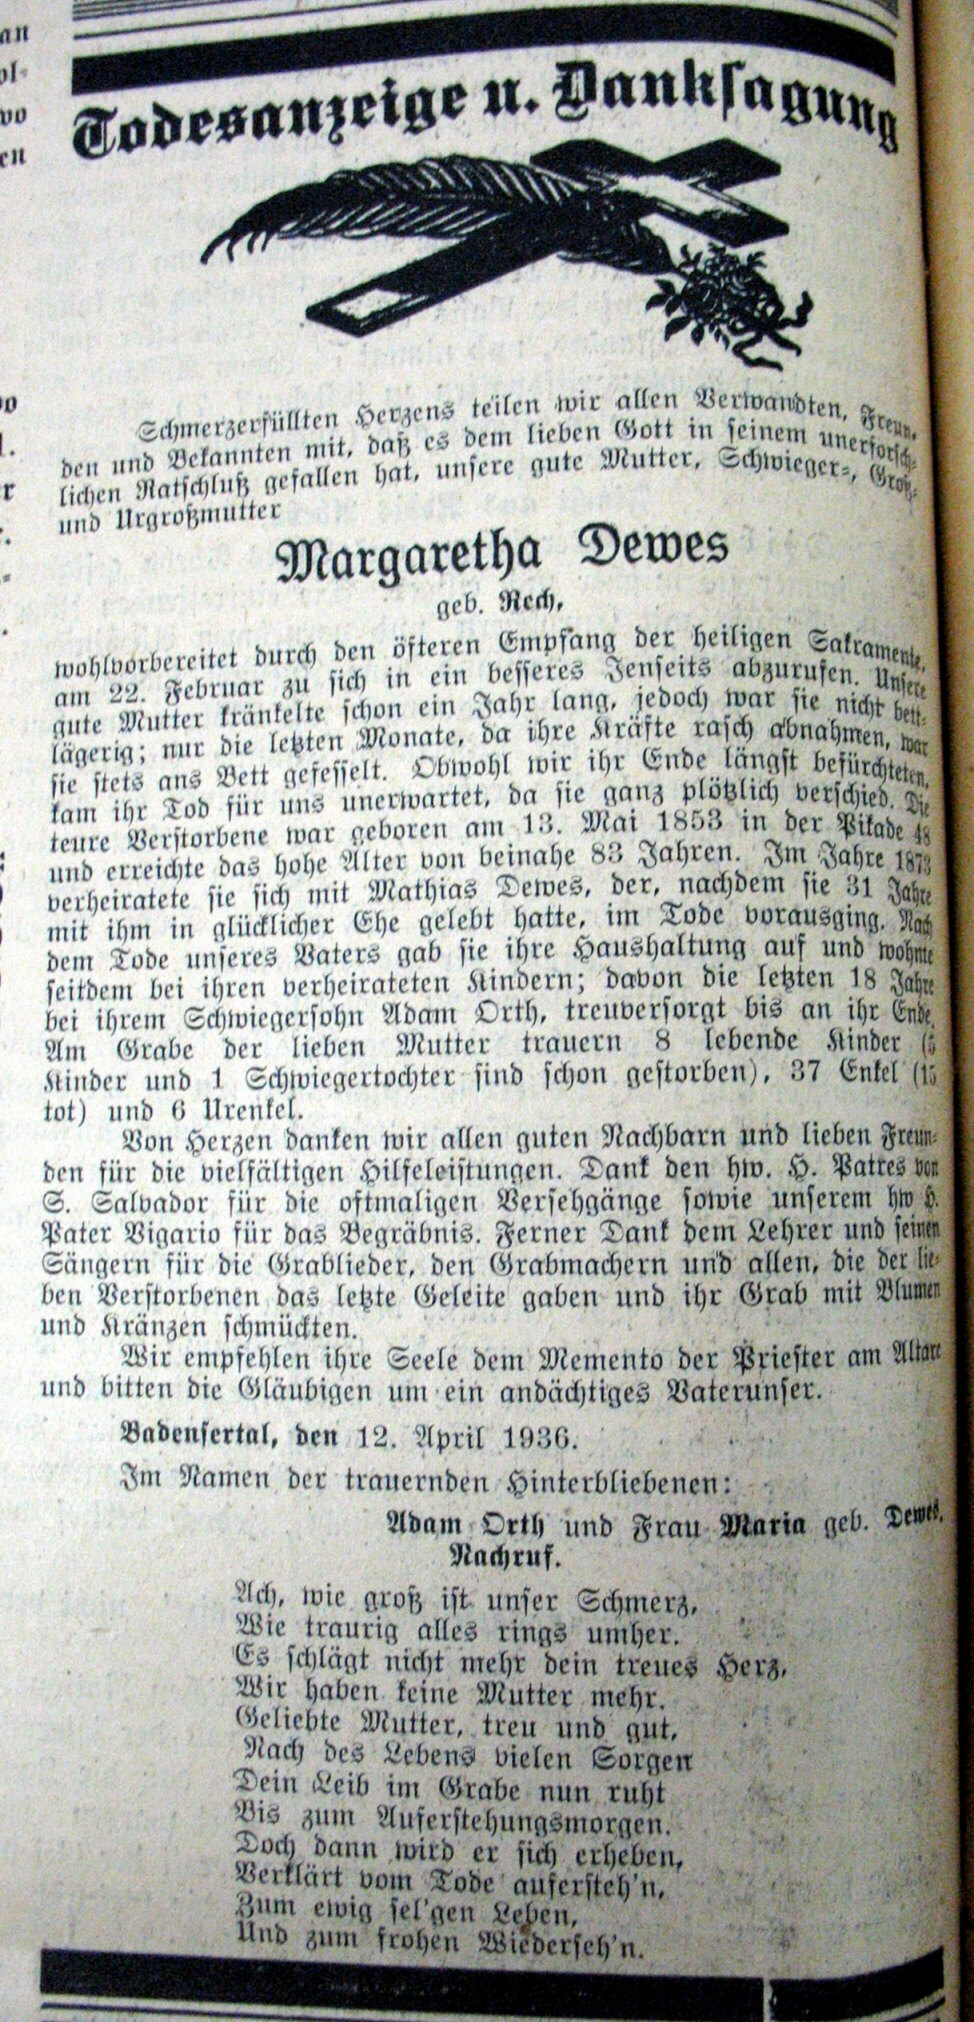 Todesanzeige u. Danksagung
Schmerzerfüllten Herzens teilen wir allen Verwandten, Freun-
den und Bekannten mit, daß es dem lieben Gott in seinem unerforsch-
lichen Ratschluß gefallen hat, unsere gute Mutter, Schwieger-, Groß-
und Urgroßmutter
Margaretha Dewes
geb. Rech,
wohlvorbereitet durch den öfteren Empfang der heiligen Sakramente,
am 22. Februar zu sich in ein besseres Jenseits abzurufen. Unsere
gute Mutter kränkelte schon ein Jahr lang, jedoch war sie nicht bett-
lägerig; nur die letzten Monate, da ihre Kräfte rasch abnahmen, war
sie stets ans Bett gefesselt. Obwohl wir ihr Ende längst befürchteten,
kam ihr Tod für uns unerwartet, da sie ganz plötzlich verschied. Die
teure Verstorbene war geboren am 13. Mai 1853 in der Pikade 48
und erreichte das hohe Alter von beinahe 83 Jahren. Im Jahre 1873
verheiratete sie sich mit Mathias Dewes, der, nachdem sie 31 Jahre
mit ihm in glücklicher Ehe gelebt hatte, im Tode vorausging. Nach
dem Tode unseres Vaters gab sie ihre Haushaltung auf und wohnte
seitdem bei ihren verheirateten Kindern; davon die letzten 18 Jahre
bei ihrem Schwiegersohn Adam Orth, treuversorgt bis an ihr Ende.
Am Grabe der lieben Mutter trauern 8 lebende Kinder
Kinder und 1 Schwiegertochter sind schon gestorben), 37 Enkel (15
tot) und 6 Urenkel.
Von Herzen danken wir allen guten Nachbarn und lieben Freun-
den für die vielfältigen Hilfeleistungen. Dank den hw. H. Patres von
S. Salvador für die oftmaligen Versehgänge sowie unserem hw H.
Pater Vigario für das Begräbnis. Ferner Dank dem Lehrer und seinen
Sängern für die Grablieder, den Grabmachern und allen, die der lie-
ben Verstorbenen das letzte Geleite gaben und ihr Grab mit Blumen
und Kränzen schmückten.
Wir empfehlen ihre Seele dem Memento der Priester am Altare
und bitten die Gläubigen um ein andächtiges Vaterunser.
Badensertal, den 12. April 1936.
Im Namen der trauernden Hinterbliebenen:
Adam Orth und Frau Maria geb. Dewes.
Nachruf.
Ach, wie groß ist unser Schmerz,
Wie traurig alles rings umher.
Es schlägt nicht mehr dein treues Herz,
Wir haben keine Mutter mehr.
Geliebte Mutter, treu und gut,
Nach des Lebens vielen Sorgen
Dein Leib im Grabe nun ruht
Bis zum Auferstehungsmorgen.
Doch dann wird er sich erheben,
Verklärt vom Tode aufersteh'n,
Zum ewig sel'gen Leben,
Und zum frohen Wiederseh'n.